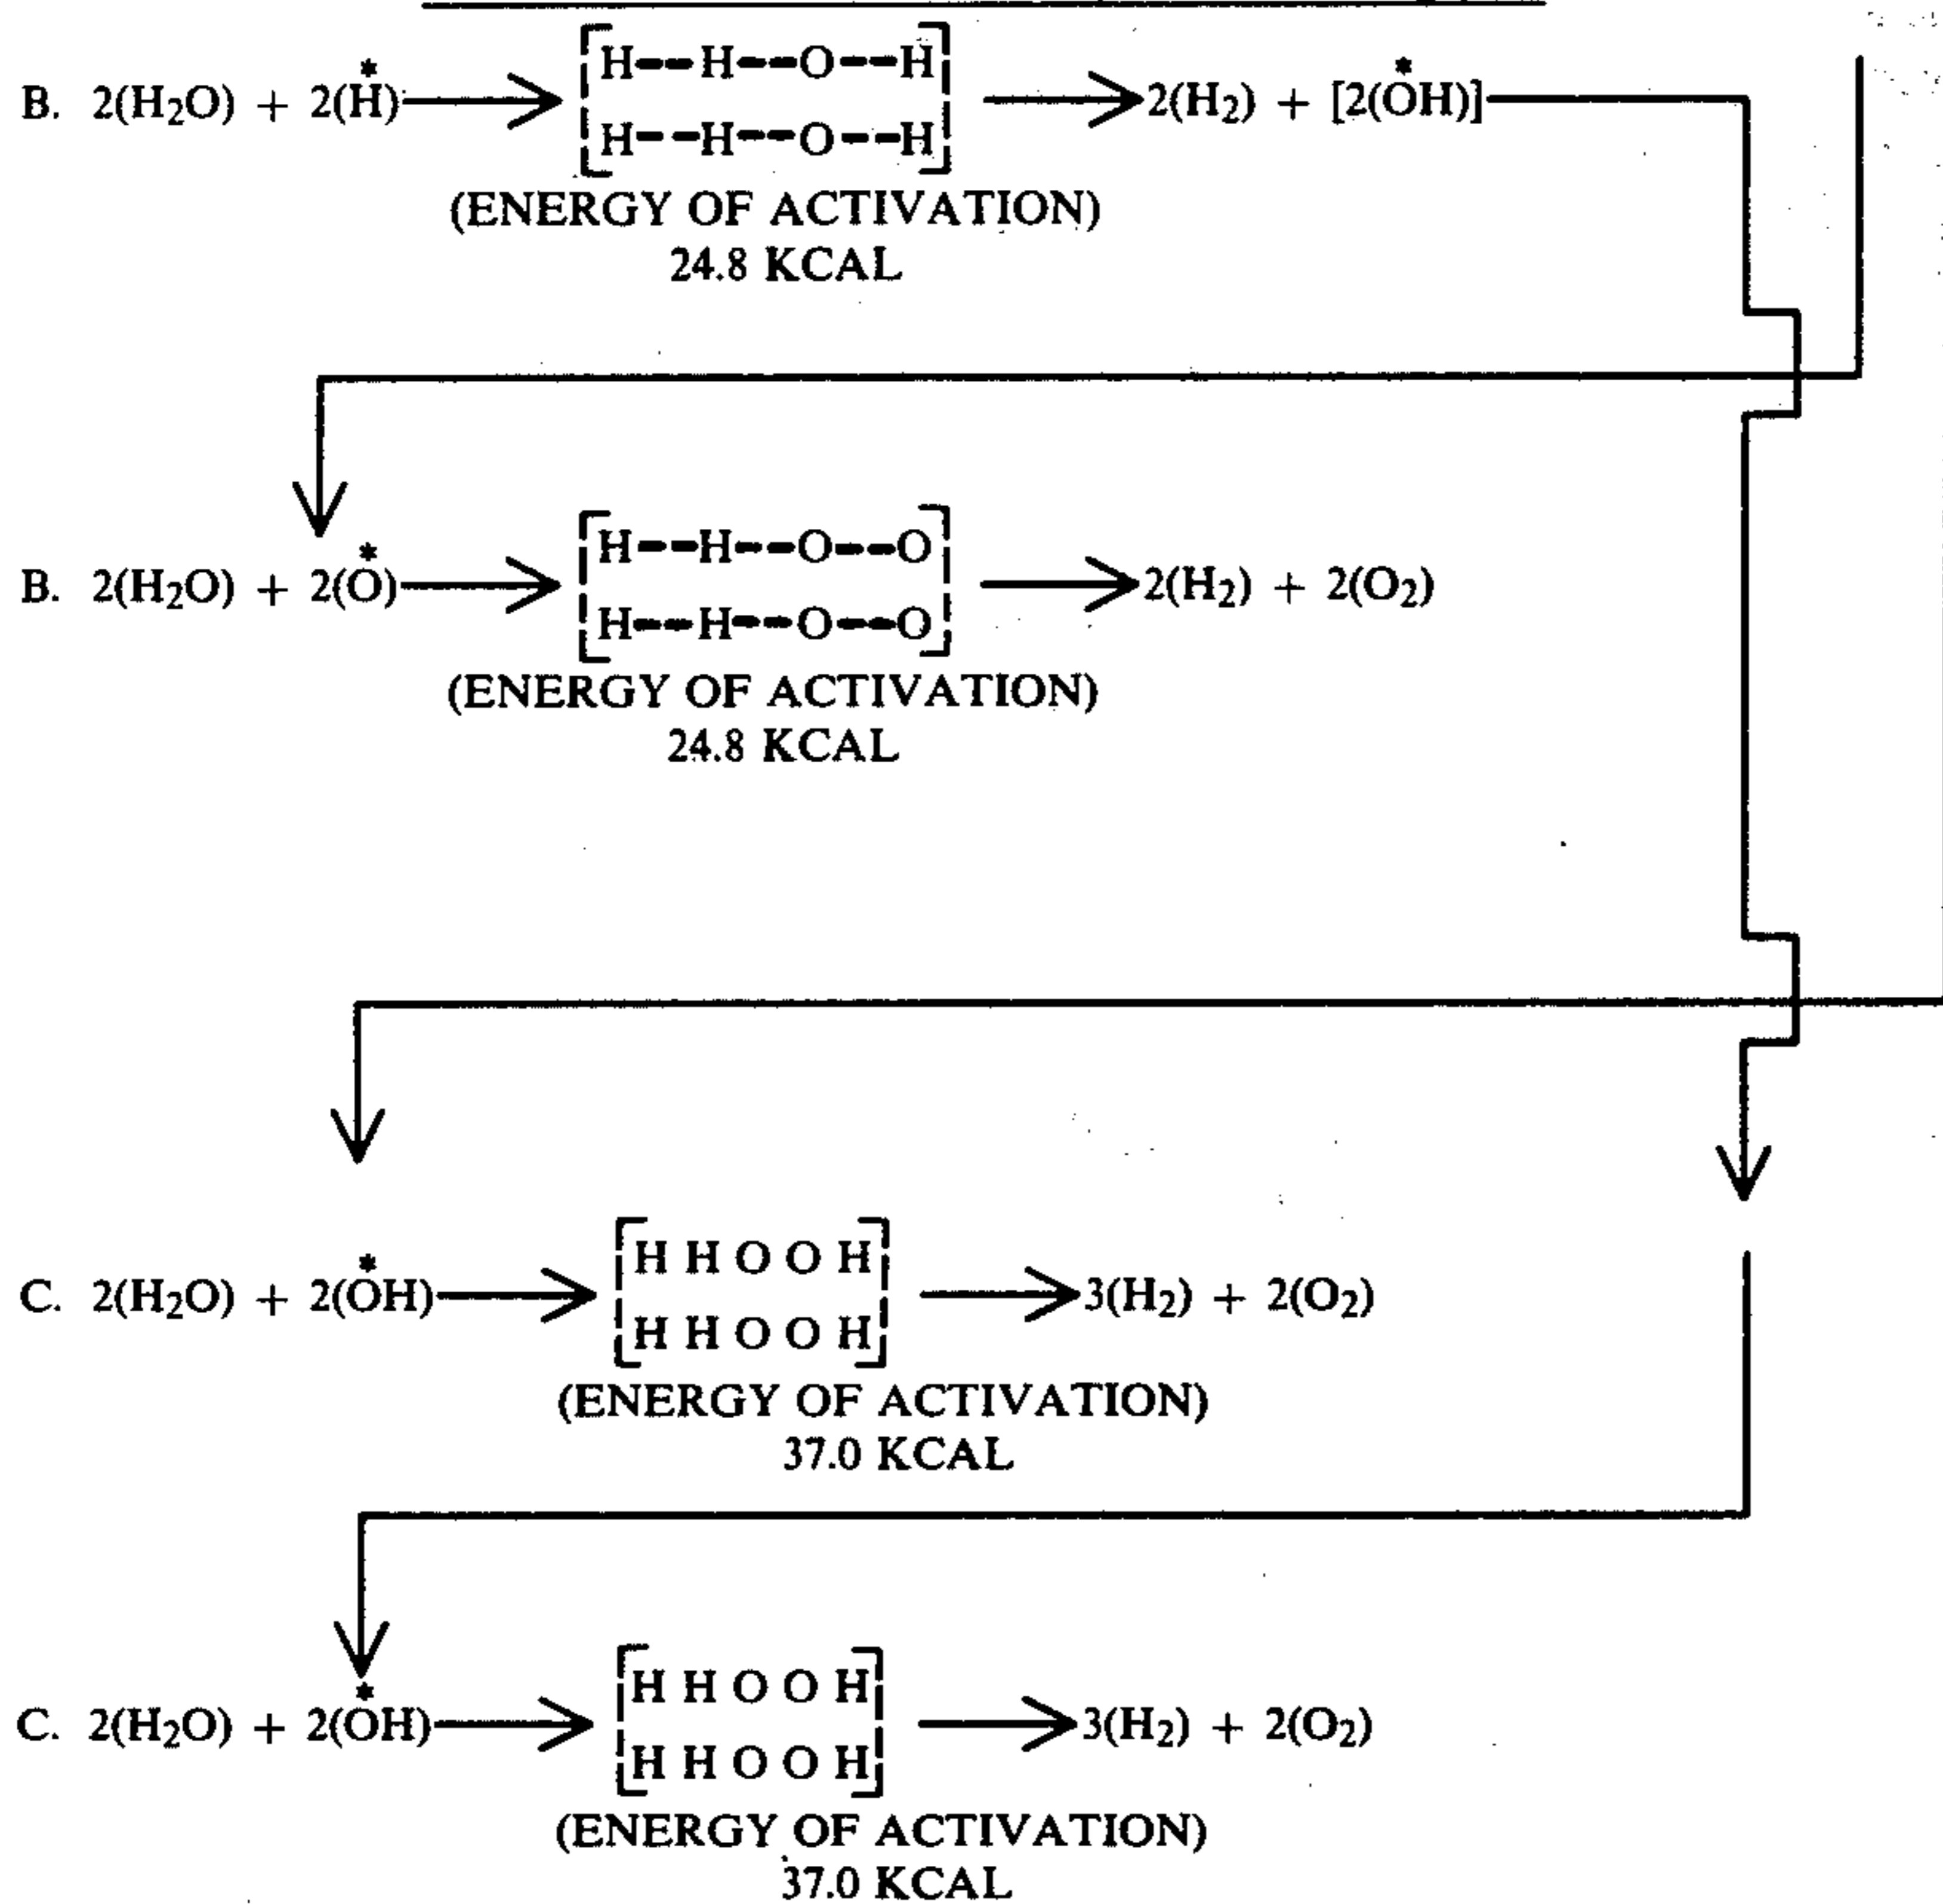 H--H--O--H
B. 2(H₂O) + 2(H*) → 2(H₂) + [2(O*H)]
H--H--O--H
(ENERGY OF ACTIVATION)
24.8 KCAL
H--H--O--O
B. 2(H₂O) + 2(O*) → 2(H₂) + 2(O₂)
H--H--O--O
(ENERGY OF ACTIVATION)
24.8 KCAL
H H O O H
C. 2(H₂O) + 2(O*H) → 3(H₂) + 2(O₂)
H H O O H
(ENERGY OF ACTIVATION)
37.0 KCAL
H H O O H
C. 2(H₂O) + 2(O*H) → 3(H₂) + 2(O₂)
H H O O H
(ENERGY OF ACTIVATION)
37.0 KCAL